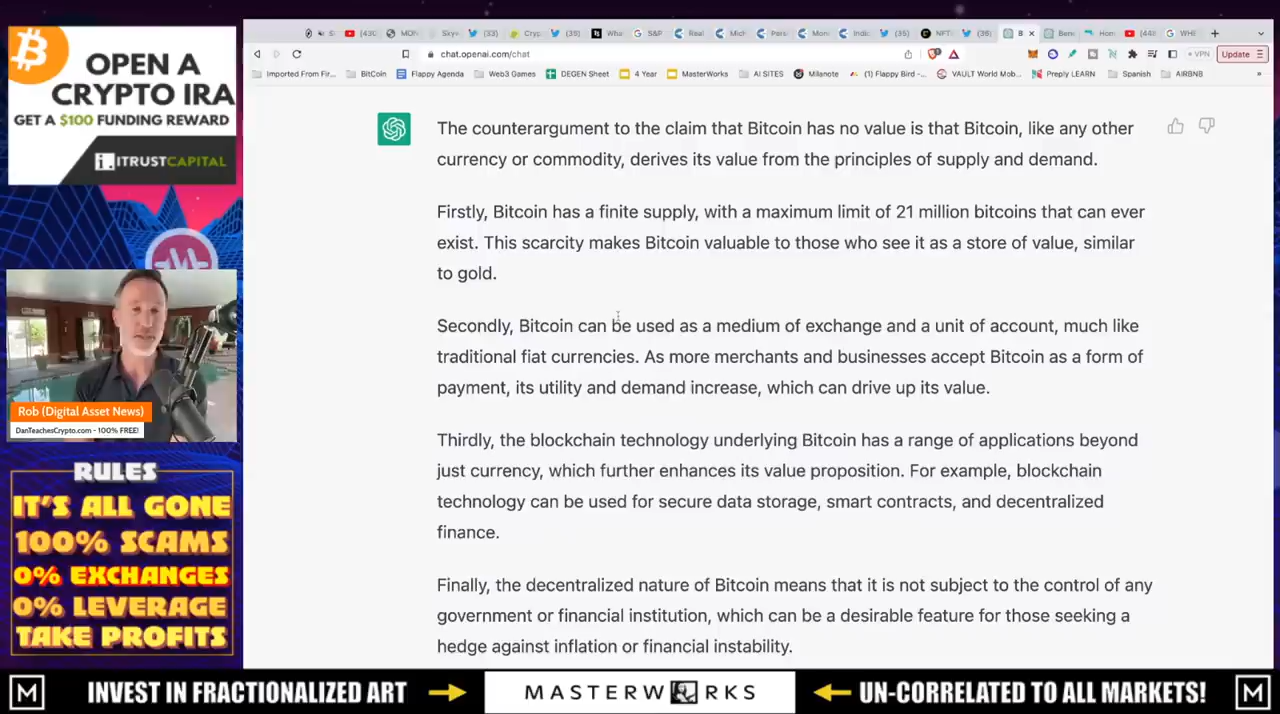 OPEN A
CRYPTO IRA
GET A $100 FUNDING REWARD
ITRUSTCAPITAL
Rob (Digital Asset News)
DanTeachesCrypto.com - 100% FREE!
RULES
IT'S ALL GONE
100% SCAMS
0% EXCHANGES
0% LEVERAGE
TAKE PROFITS
chat.openai.com/chat
Update
VPN
Imported From Fir...
BitCoin
Flappy Agenda
Web3 Games
DEGEN Sheet
4 Year
MasterWorks
AI SITES
Milanote
(1) Flappy Bird -...
VAULT World Mob...
Preply LEARN
Spanish
AIRBNB
The counterargument to the claim that Bitcoin has no value is that Bitcoin, like any other
currency or commodity, derives its value from the principles of supply and demand.
Firstly, Bitcoin has a finite supply, with a maximum limit of 21 million bitcoins that can ever
exist. This scarcity makes Bitcoin valuable to those who see it as a store of value, similar
to gold.
Secondly, Bitcoin can be used as a medium of exchange and a unit of account, much like
traditional fiat currencies. As more merchants and businesses accept Bitcoin as a form of
payment, its utility and demand increase, which can drive up its value.
Thirdly, the blockchain technology underlying Bitcoin has a range of applications beyond
just currency, which further enhances its value proposition. For example, blockchain
technology can be used for secure data storage, smart contracts, and decentralized
finance.
Finally, the decentralized nature of Bitcoin means that it is not subject to the control of any
government or financial institution, which can be a desirable feature for those seeking a
hedge against inflation or financial instability.
M INVEST IN FRACTIONALIZED ART MASTERWORKS UN-CORRELATED TO ALL MARKETS! M